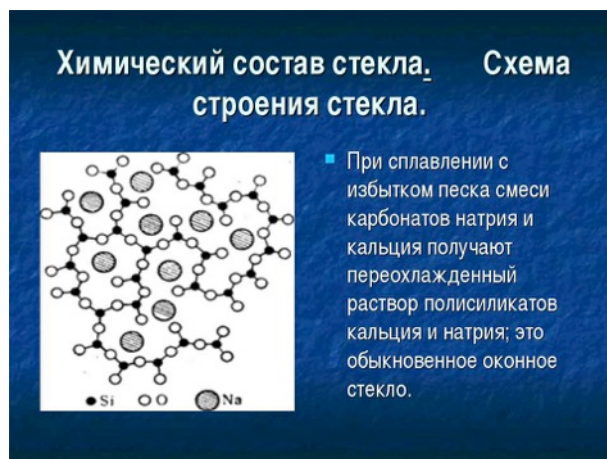 Химический состав стекла. Схема
строения стекла.
При сплавлении с
избытком песка смеси
карбонатов натрия и
кальция получают
переохлажденный
раствор полисиликатов
кальция и натрия; это
обыкновенное оконное
стекло.
Si O Na